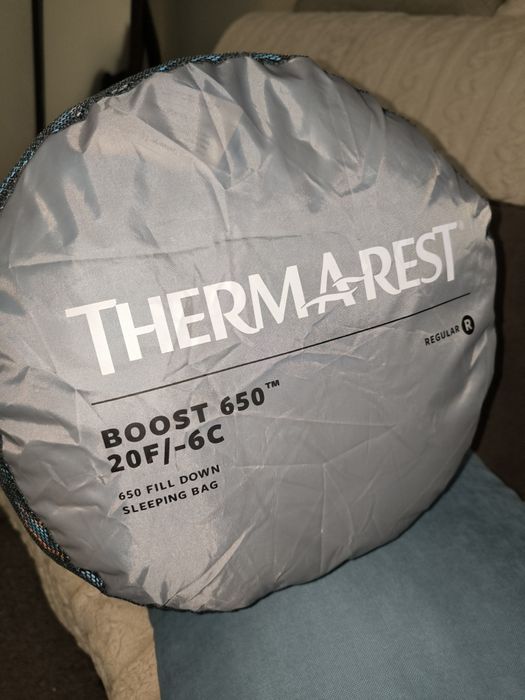 THERM-A-REST®
REGULAR R
BOOST 650™
20F/-6C
650 FILL DOWN
SLEEPING BAG